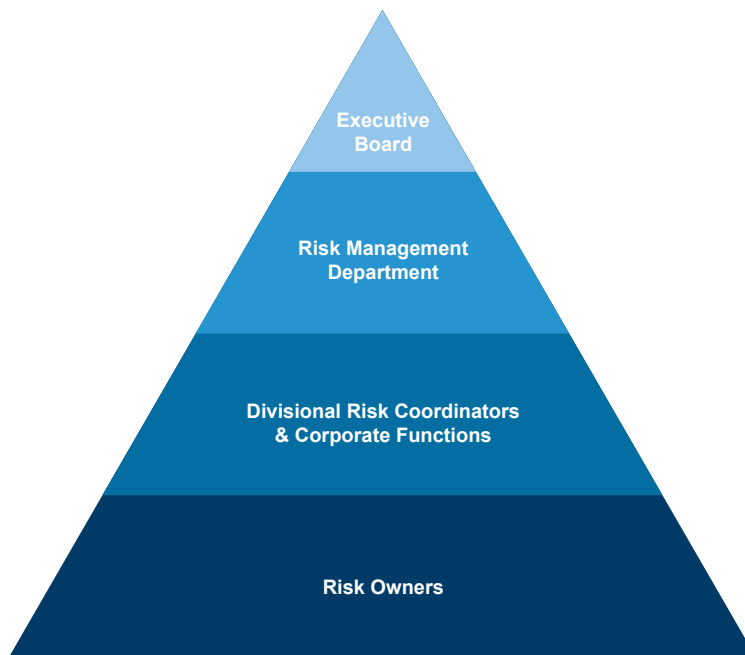 Executive
Board
Risk Management
Department
Divisional Risk Coordinators
& Corporate Functions
Risk Owners